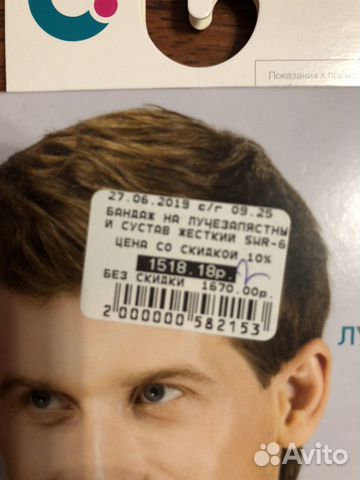 Показания к
27.06.2019 с/г 09.25
БАНДАЖ НА ЛУЧЕЗАПЯСТНЫ
Й СУСТАВ ЖЕСТКИЙ SWR-6
ЦЕНА СО СКИДКОЙ 10%
1518.18р.
БЕЗ СКИДКИ 1670.00р.
2 000000 582153
Л
Avito